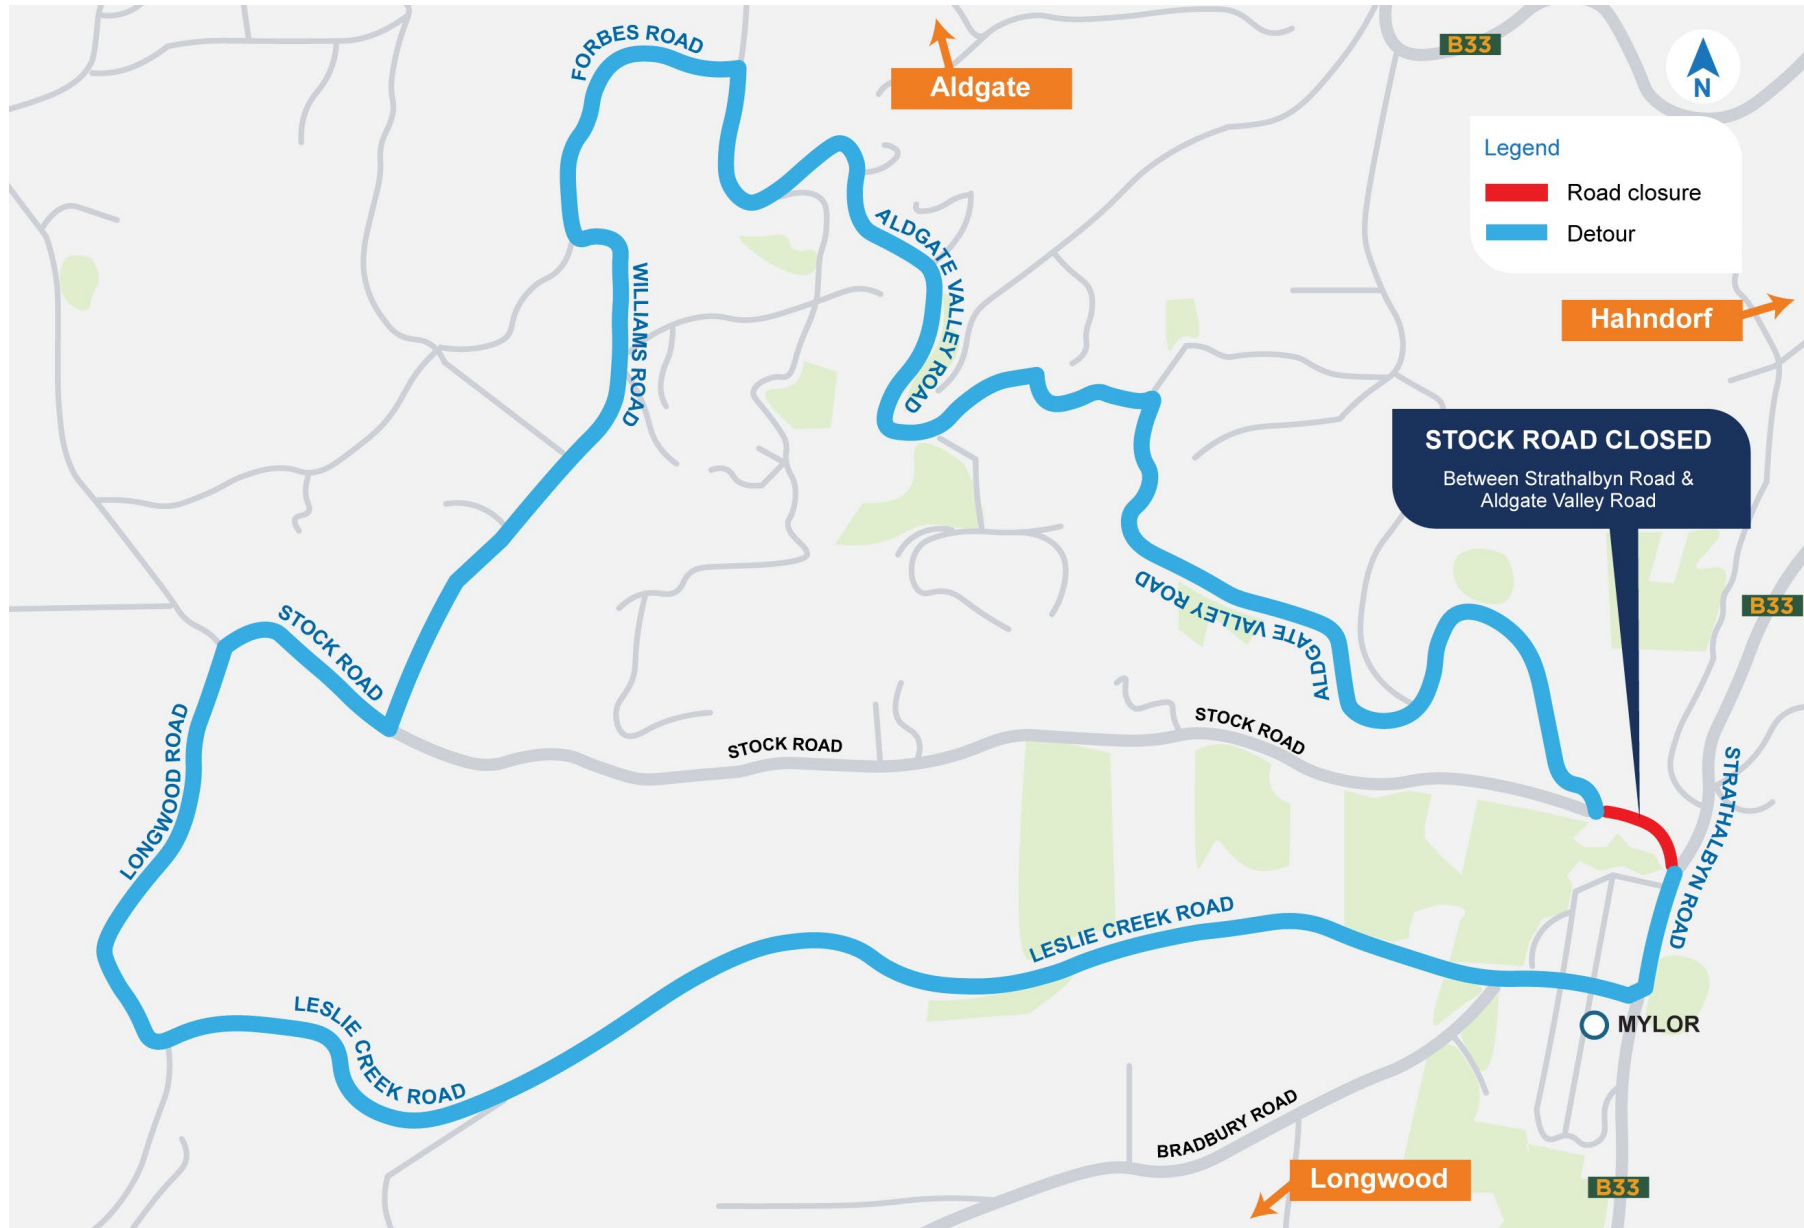 FORBES ROAD
Aldgate
B33
N
Legend
Road closure
Detour
ALDGATE VALLEY ROAD
WILLIAMS ROAD
Hahndorf
STOCK ROAD CLOSED
Between Strathalbyn Road &
Aldgate Valley Road
ALDGATE VALLEY ROAD
B33
STOCK ROAD
LONGWOOD ROAD
STOCK ROAD
STOCK ROAD
STRATHALBYN ROAD
LESLIE CREEK ROAD
LESLIE CREEK ROAD
MYLOR
BRADBURY ROAD
Longwood
B33